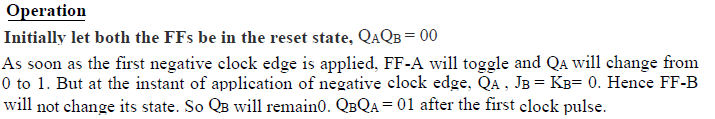 Operation
Initially let both the FFs be in the reset state, QAQB = 00
As soon as the first negative clock edge is applied, FF-A will toggle and QA will change from
0 to 1. But at the instant of application of negative clock edge, QA , JB = KB= 0. Hence FF-B
will not change its state. So QB will remain0. QBQA = 01 after the first clock pulse.